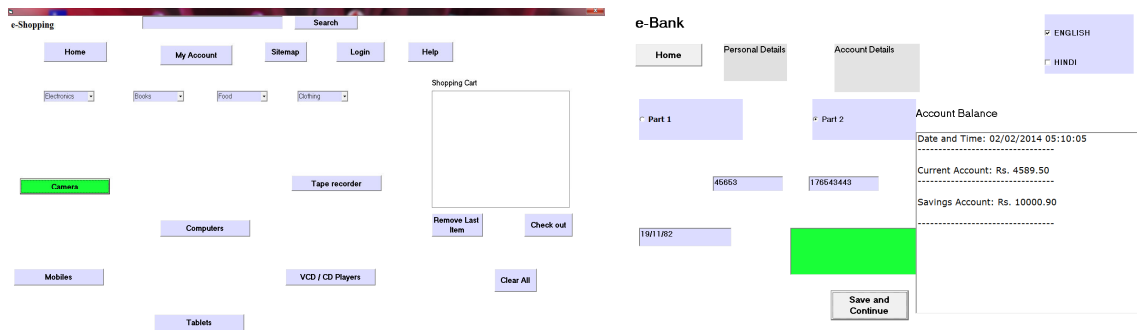 e-Shopping
Search
Home
My Account
Sitemap
Login
Help
Electronics
Books
Food
Clothing
Shopping Cart
Camera
Tape recorder
Computers
Remove Last
Item
Check out
Mobiles
VCD / CD Players
Clear All
Tablets
e-Bank
ENGLISH
HINDI
Home
Personal Details
Account Details
Part 1
Part 2
Account Balance
Date and Time: 02/02/2014 05:10:05
----------------------------------
Current Account: Rs. 4589.50
----------------------------------
Savings Account: Rs. 10000.90
----------------------------------
45653
176543443
19/11/82
Save and
Continue